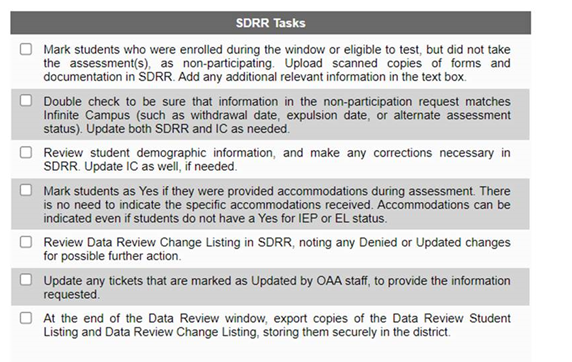 SDRR Tasks
Mark students who were enrolled during the window or eligible to test, but did not take
the assessment(s), as non-participating. Upload scanned copies of forms and
documentation in SDRR. Add any additional relevant information in the text box.
Double check to be sure that information in the non-participation request matches
Infinite Campus (such as withdrawal date, expulsion date, or alternate assessment
status). Update both SDRR and IC as needed.
Review student demographic information, and make any corrections necessary in
SDRR. Update IC as well, if needed.
Mark students as Yes if they were provided accommodations during assessment. There
is no need to indicate the specific accommodations received. Accommodations can be
indicated even if students do not have a Yes for IEP or EL status.
Review Data Review Change Listing in SDRR, noting any Denied or Updated changes
for possible further action.
Update any tickets that are marked as Updated by OAA staff, to provide the information
requested.
At the end of the Data Review window, export copies of the Data Review Student
Listing and Data Review Change Listing, storing them securely in the district.